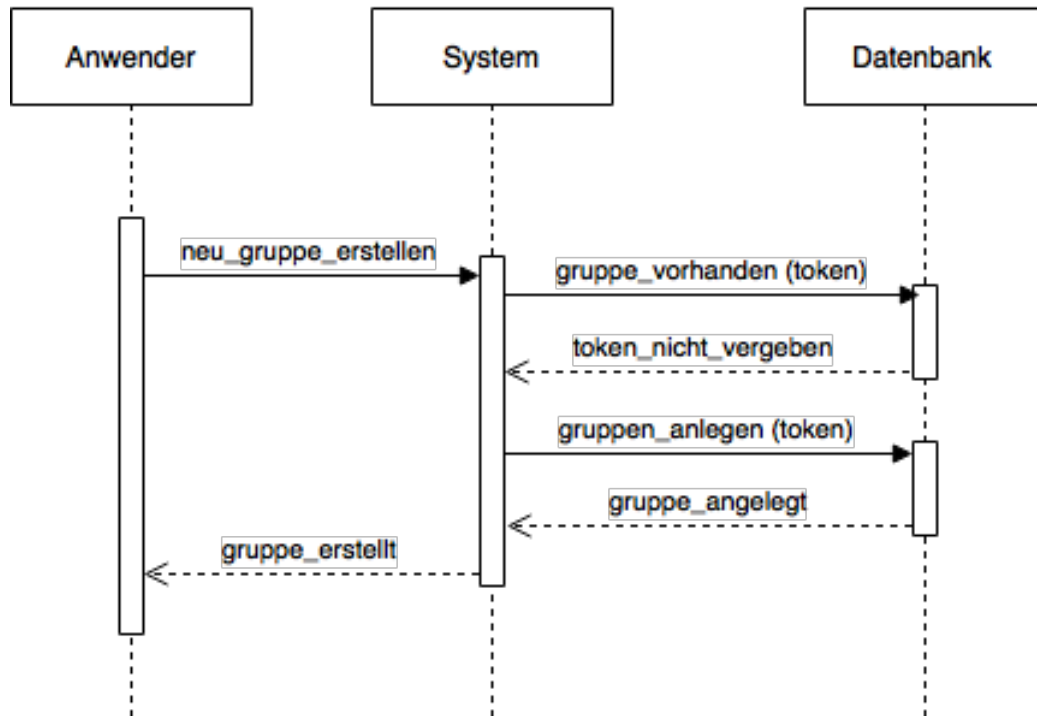 Anwender
System
Datenbank
neu_gruppe_erstellen
gruppe_vorhanden (token)
token_nicht_vergeben
gruppen_anlegen (token)
gruppe_angelegt
gruppe_erstellt